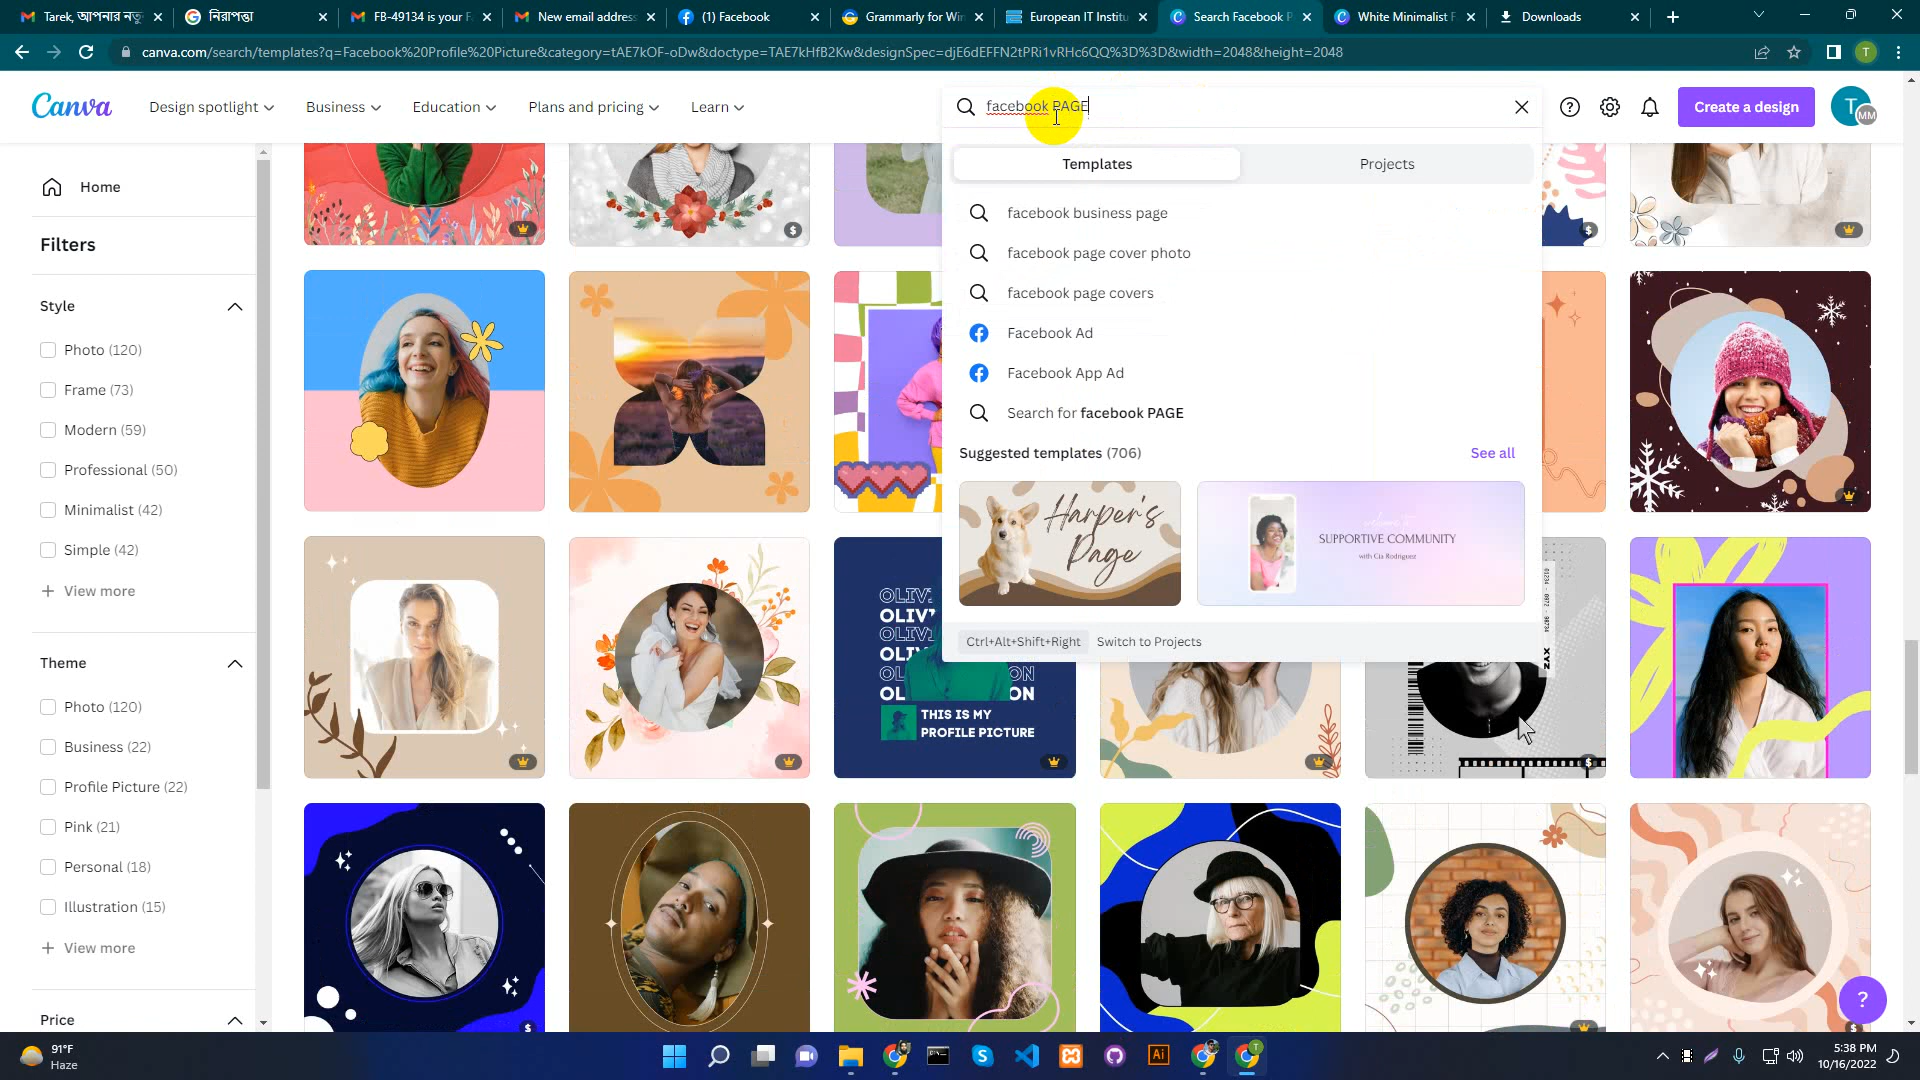 Tarek, আপনার নতু
নিরাপত্তা
FB-49134 is your F
New email address
(1) Facebook
Grammarly for Win
European IT Institu
Search Facebook P
White Minimalist F
Downloads
canva.com/search/templates?q=Facebook%20Profile%20Picture&category=tAE7kOF-oDw&doctype=TAE7kHfB2Kw&designSpec=djE6dEFFN2tPRi1vRHc6QQ%3D%3D&width=2048&height=2048
T
Canva
Design spotlight
Business
Education
Plans and pricing
Learn
facebook PAGE
Create a design
T
MM
Templates
Projects
facebook business page
facebook page cover photo
facebook page covers
Facebook Ad
Facebook App Ad
Search for facebook PAGE
Suggested templates (706)
See all
Harper's
Page
welcome to
SUPPORTIVE COMMUNITY
with Cia Rodriguez
Ctrl+Alt+Shift+Right
Switch to Projects
Home
Filters
Style
Photo (120)
Frame (73)
Modern (59)
Professional (50)
Minimalist (42)
Simple (42)
View more
Theme
Photo (120)
Business (22)
Profile Picture (22)
Pink (21)
Personal (18)
Illustration (15)
View more
Price
THIS IS MY
PROFILE PICTURE
XYZ
91°F
Haze
5:38 PM
10/16/2022